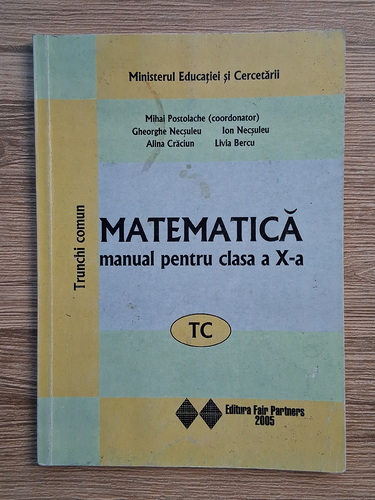 Ministerul Educației și Cercetării
Mihai Postolache (coordonator)
Gheorghe Necșuleu Ion Necșuleu
Alina Crăciun Livia Bercu
Trunchi comun
MATEMATICĂ
manual pentru clasa a X-a
TC
Editura Fair Partners
2005